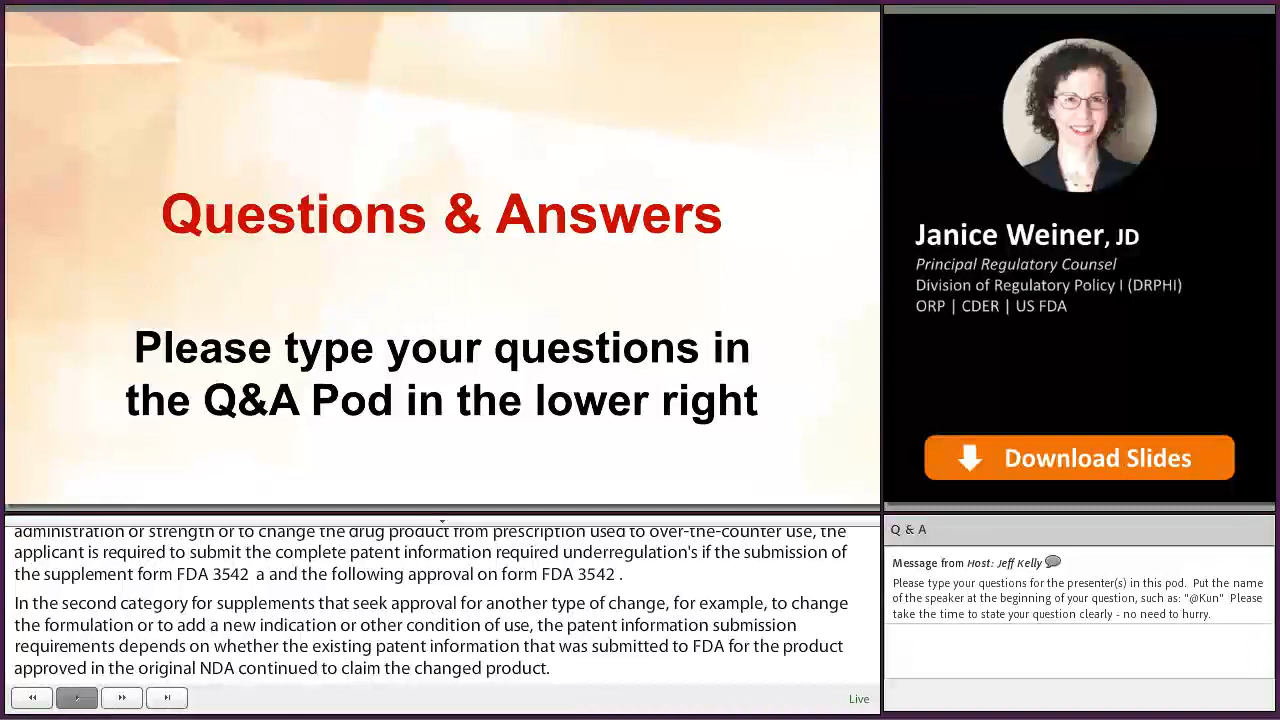 Questions & Answers
Please type your questions in
the Q&A Pod in the lower right
Janice Weiner, JD
Principal Regulatory Counsel
Division of Regulatory Policy I (DRPHI)
ORP | CDER | US FDA
Download Slides
administration or strength or to change the drug product from prescription used to over-the-counter use, the
applicant is required to submit the complete patent information required underregulation's if the submission of
the supplement form FDA 3542  a and the following approval on form FDA 3542 .
In the second category for supplements that seek approval for another type of change, for example, to change
the formulation or to add a new indication or other condition of use, the patent information submission
requirements depends on whether the existing patent information that was submitted to FDA for the product
approved in the original NDA continued to claim the changed product.
Live
Q & A
Message from Host: Jeff Kelly
Please type your questions for the presenter(s) in this pod.  Put the name
of the speaker at the beginning of your question, such as: "@Kun"  Please
take the time to state your question clearly - no need to hurry.